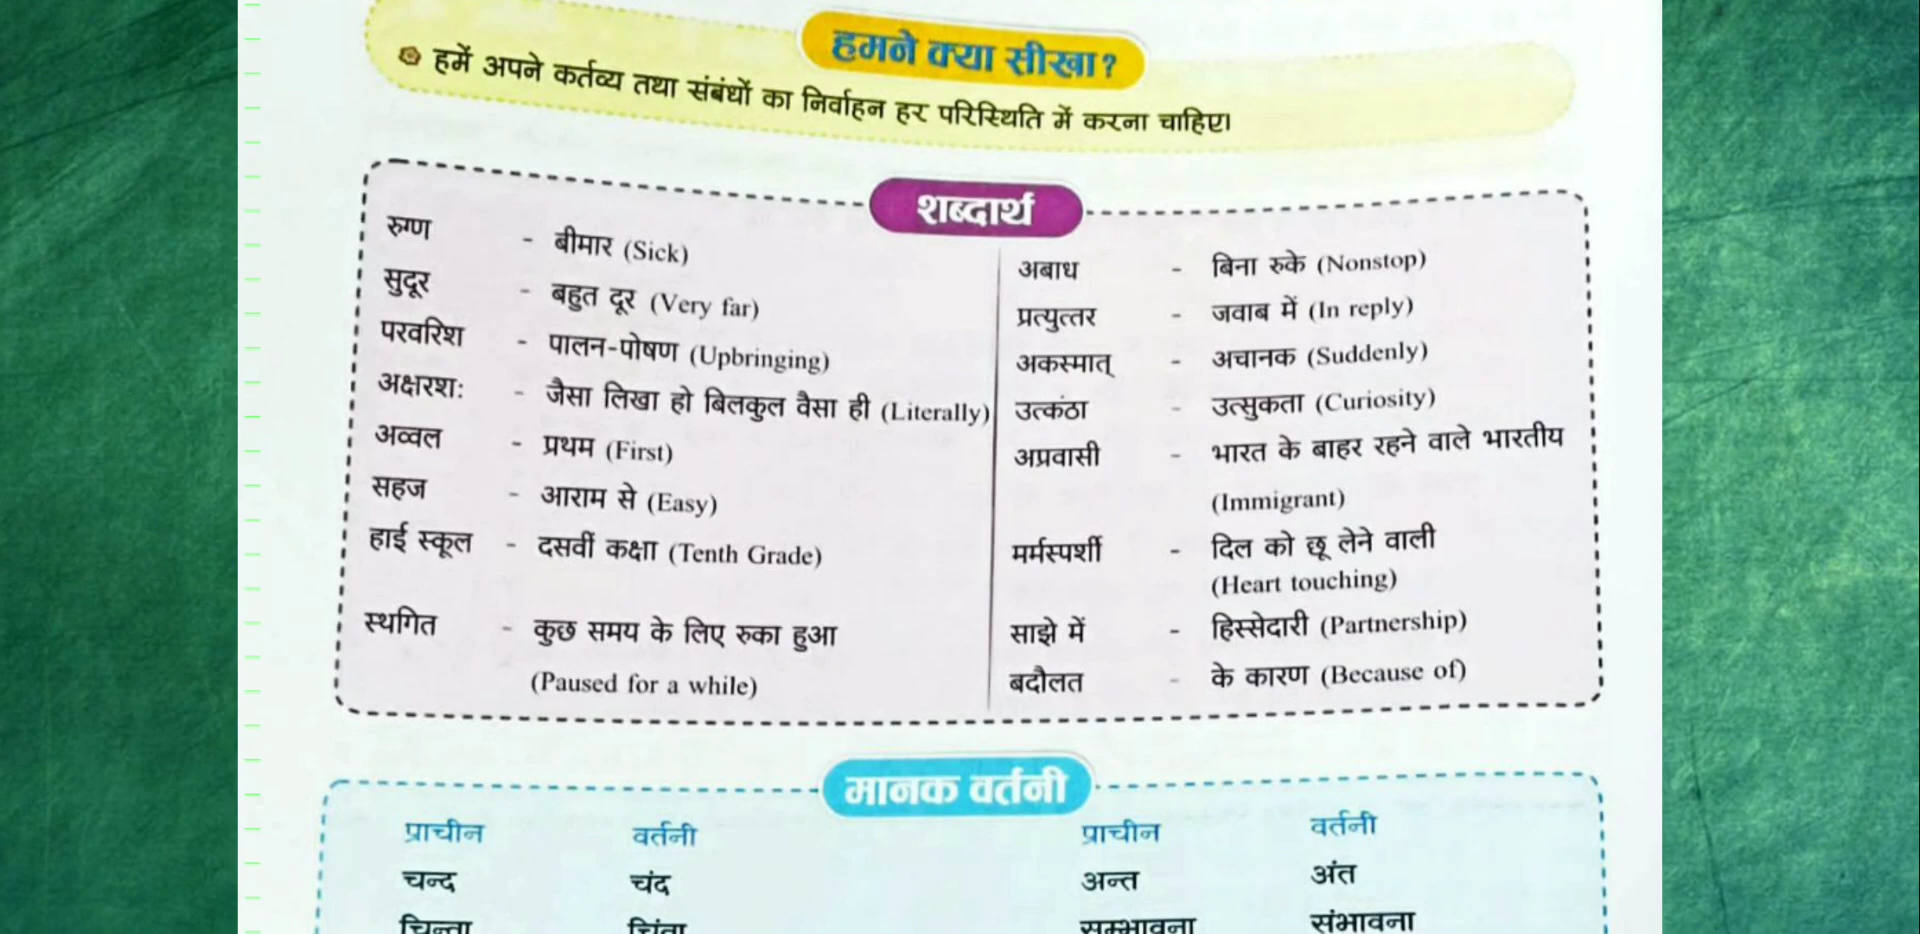 हमने क्या सीखा?
हमें अपने कर्तव्य तथा संबंधों का निर्वाहन हर परिस्थिति में करना चाहिए।
शब्दार्थ
रुग्ण - बीमार (Sick)
सुदूर - बहुत दूर (Very far)
परवरिश - पालन-पोषण (Upbringing)
अक्षरशः - जैसा लिखा हो बिलकुल वैसा ही (Literally)
अव्वल - प्रथम (First)
सहज - आराम से (Easy)
हाई स्कूल - दसवीं कक्षा (Tenth Grade)
स्थगित - कुछ समय के लिए रुका हुआ
(Paused for a while)
अबाध - बिना रुके (Nonstop)
प्रत्युत्तर - जवाब में (In reply)
अकस्मात् - अचानक (Suddenly)
उत्कंठा - उत्सुकता (Curiosity)
अप्रवासी - भारत के बाहर रहने वाले भारतीय
(Immigrant)
मर्मस्पर्शी - दिल को छू लेने वाली
(Heart touching)
साझे में - हिस्सेदारी (Partnership)
बदौलत - के कारण (Because of)
मानक वर्तनी
प्राचीन वर्तनी प्राचीन वर्तनी
चन्द चंद अन्त अंत
चिन्ता चिंता सम्भावना संभावना